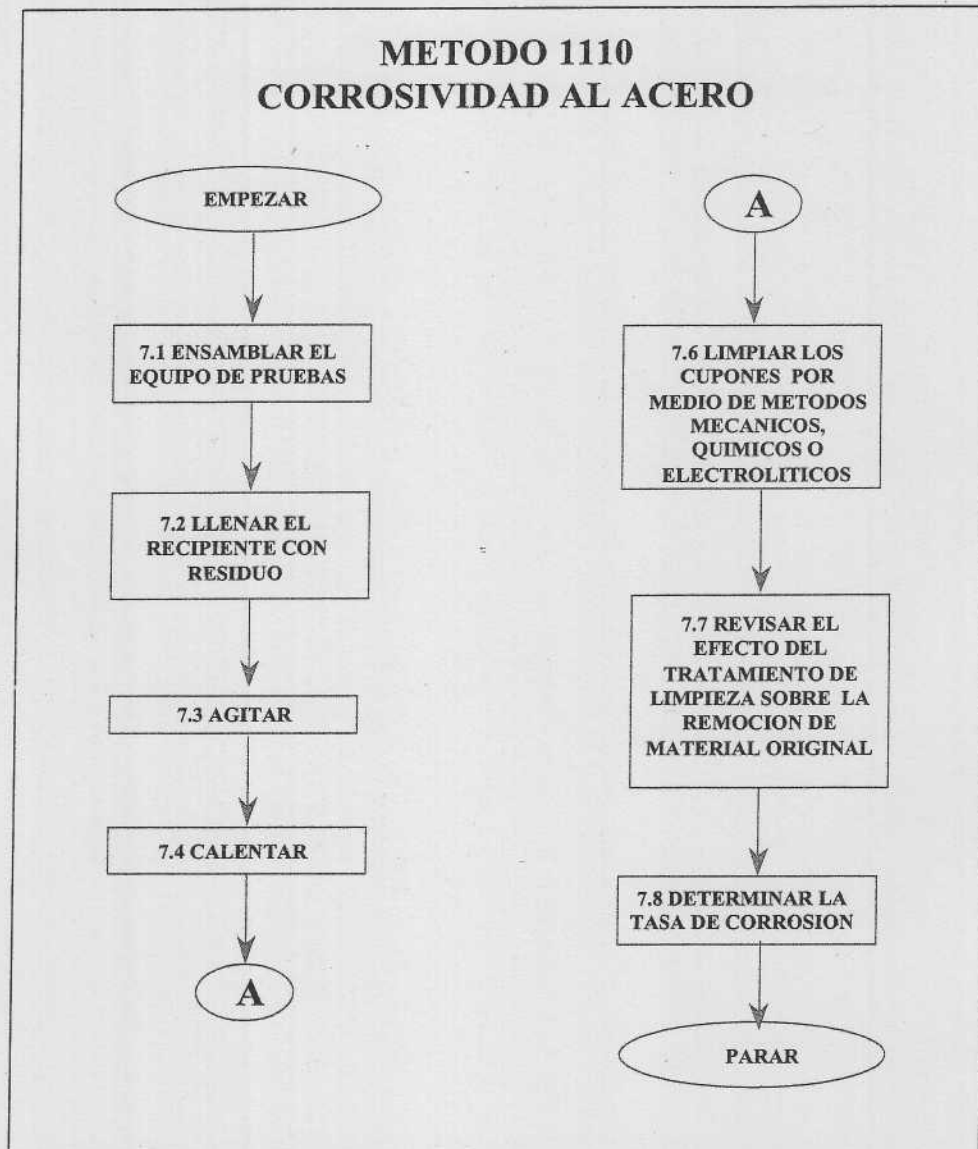 METODO 1110
CORROSIVIDAD AL ACERO
EMPEZAR
7.1 ENSAMBLAR EL
EQUIPO DE PRUEBAS
7.2 LLENAR EL
RECIPIENTE CON
RESIDUO
7.3 AGITAR
7.4 CALENTAR
A
A
7.6 LIMPIAR LOS
CUPONES POR
MEDIO DE METODOS
MECANICOS,
QUIMICOS O
ELECTROLITICOS
7.7 REVISAR EL
EFECTO DEL
TRATAMIENTO DE
LIMPIEZA SOBRE LA
REMOCION DE
MATERIAL ORIGINAL
7.8 DETERMINAR LA
TASA DE CORROSION
PARAR